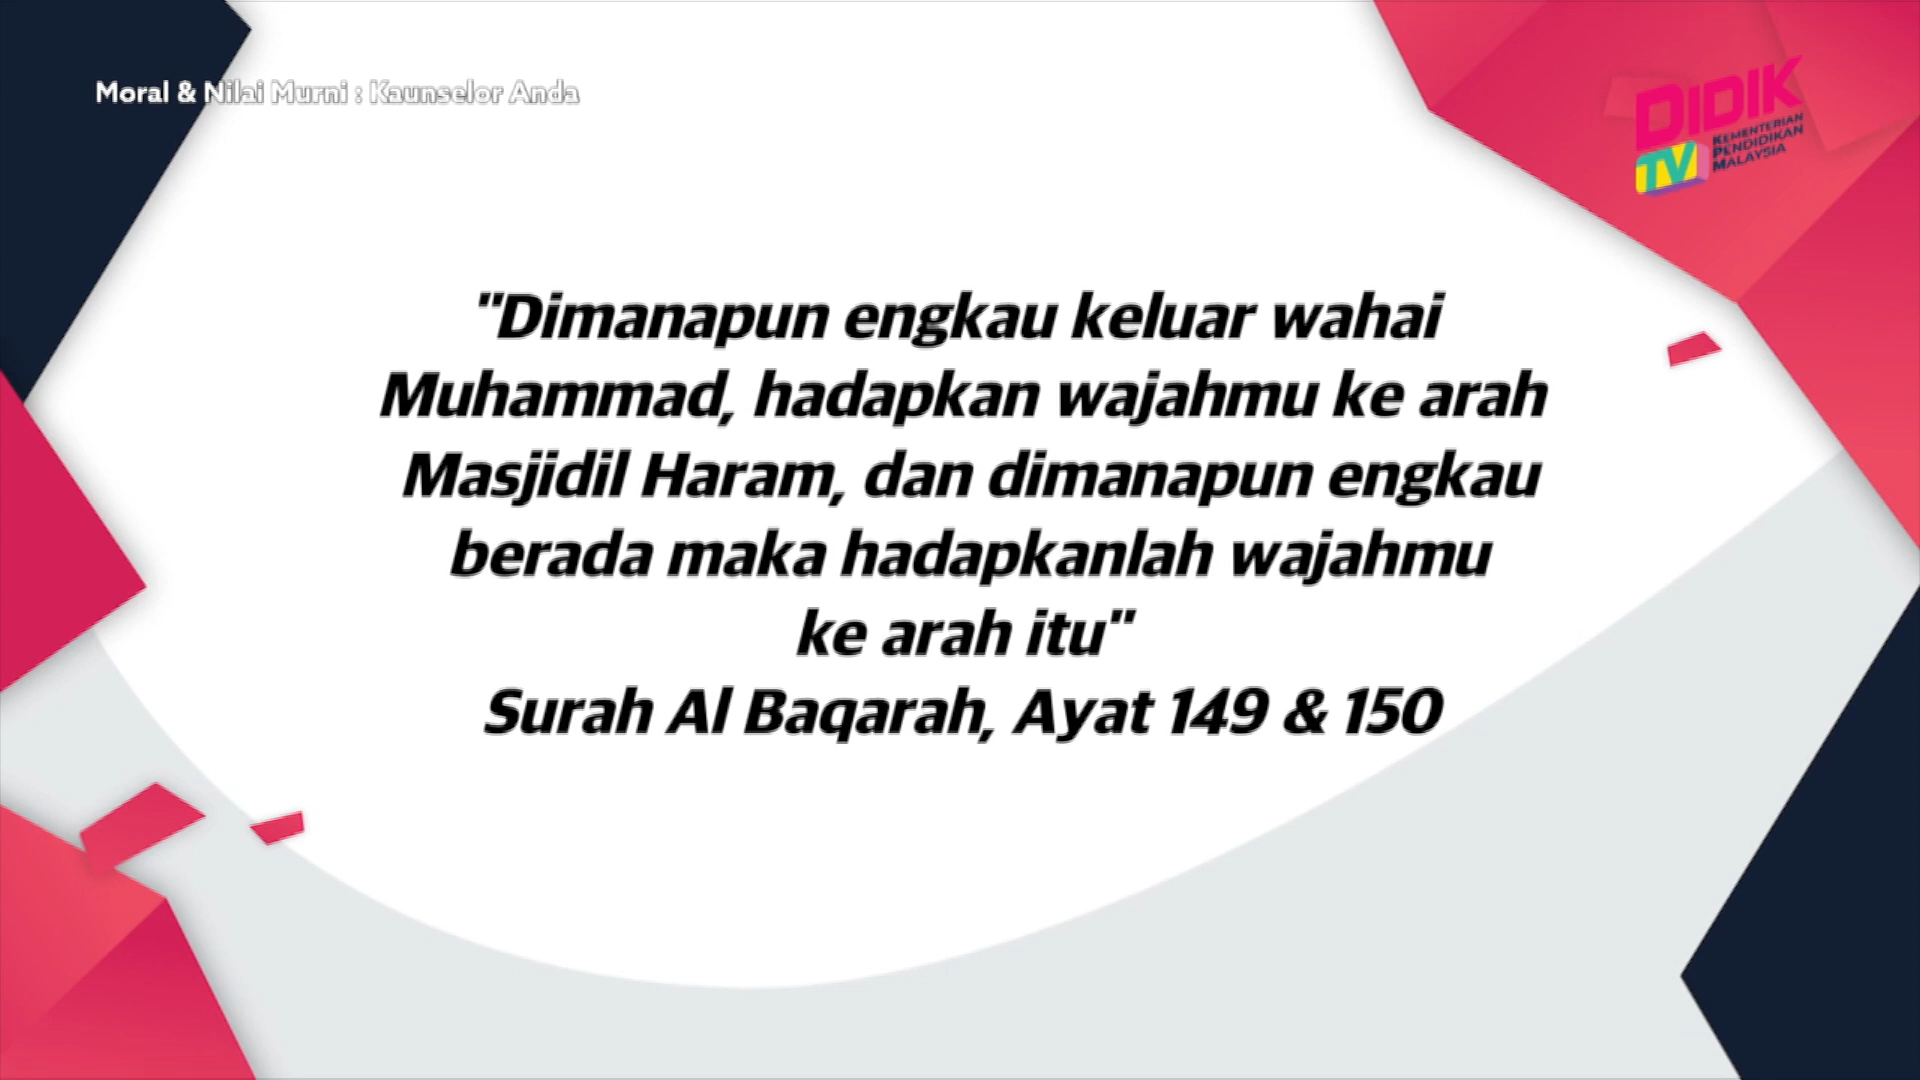 Moral & Nilai Murni : Kaunselor Anda
DIDIK
TV
KEMENTERIAN
PENDIDIKAN
MALAYSIA
"Dimanapun engkau keluar wahai
Muhammad, hadapkan wajahmu ke arah
Masjidil Haram, dan dimanapun engkau
berada maka hadapkanlah wajahmu
ke arah itu"
Surah Al Baqarah, Ayat 149 & 150